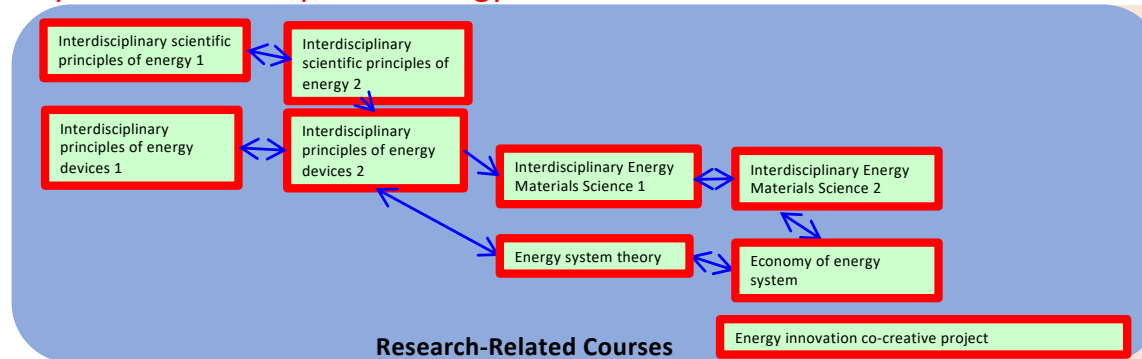 Interdisciplinary scientific
principles of energy 1
Interdisciplinary
scientific principles of
energy 2
Interdisciplinary
principles of energy
devices 1
Interdisciplinary
principles of energy
devices 2
Interdisciplinary Energy
Materials Science 1
Interdisciplinary Energy
Materials Science 2
Energy system theory
Economy of energy
system
Energy innovation co-creative project
Research-Related Courses